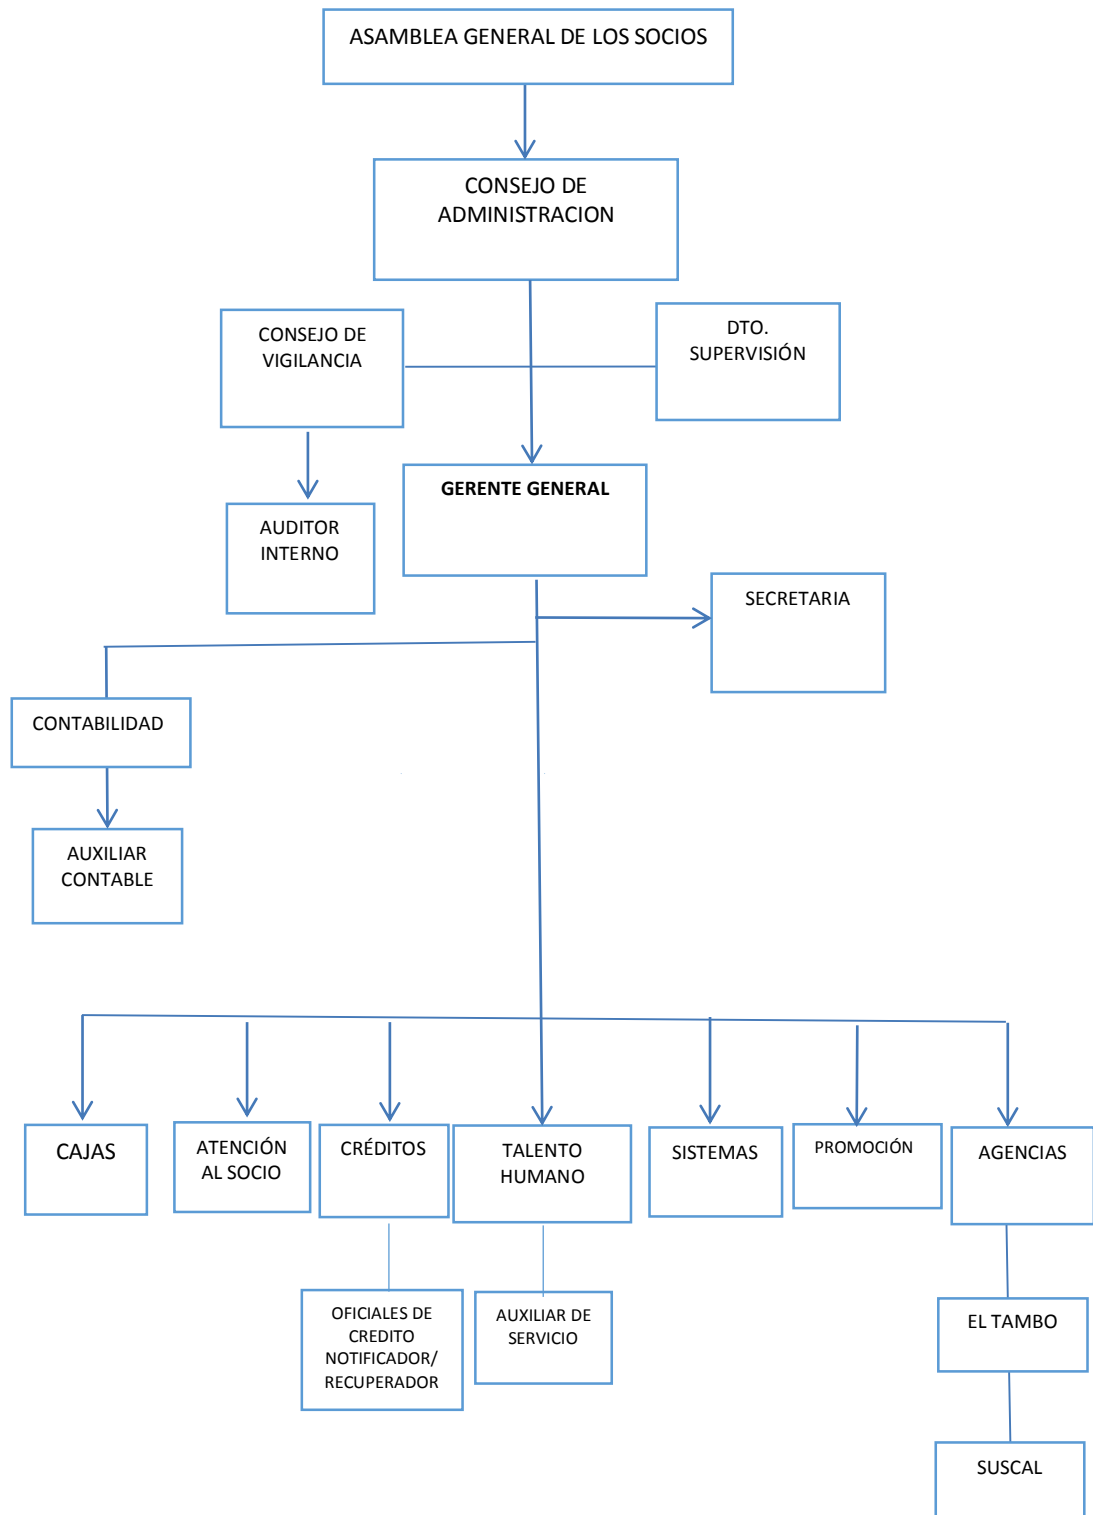 ASAMBLEA GENERAL DE LOS SOCIOS
CONSEJO DE
ADMINISTRACION
CONSEJO DE
VIGILANCIA
DTO.
SUPERVISIÓN
GERENTE GENERAL
AUDITOR
INTERNO
SECRETARIA
CONTABILIDAD
AUXILIAR
CONTABLE
CAJAS
ATENCIÓN
AL SOCIO
CRÉDITOS
TALENTO
HUMANO
SISTEMAS
PROMOCIÓN
AGENCIAS
OFICIALES DE
CREDITO
NOTIFICADOR/
RECUPERADOR
AUXILIAR DE
SERVICIO
EL TAMBO
SUSCAL